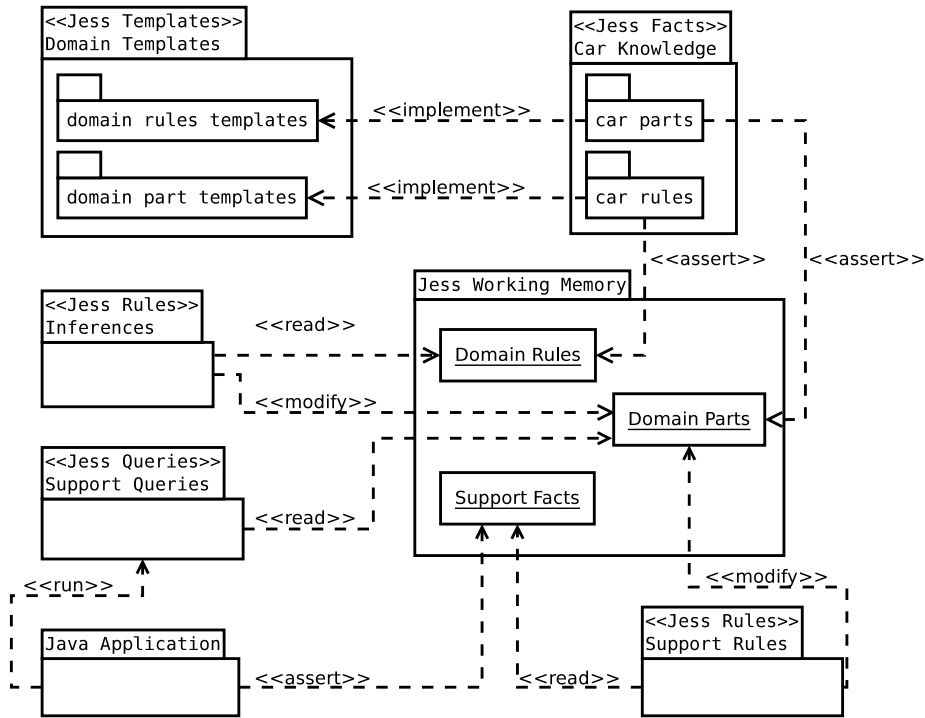 <<Jess Templates>>
Domain Templates
domain rules templates
domain part templates
<<implement>>
<<implement>>
<<Jess Facts>>
Car Knowledge
car parts
car rules
<<assert>>
<<assert>>
<<Jess Rules>>
Inferences
<<read>>
<<modify>>
Jess Working Memory
Domain Rules
Domain Parts
Support Facts
<<Jess Queries>>
Support Queries
<<read>>
<<run>>
Java Application
<<assert>>
<<read>>
<<modify>>
<<Jess Rules>>
Support Rules